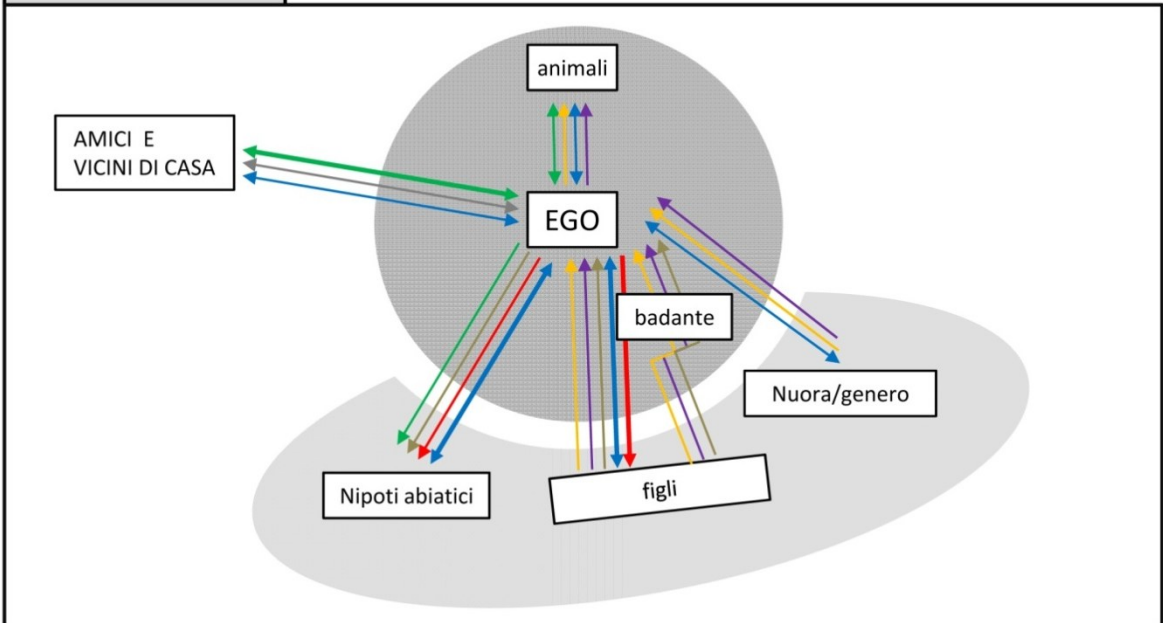 animali
AMICI E
VICINI DI CASA
EGO
badante
Nuora/genero
Nipoti abiatici
figli